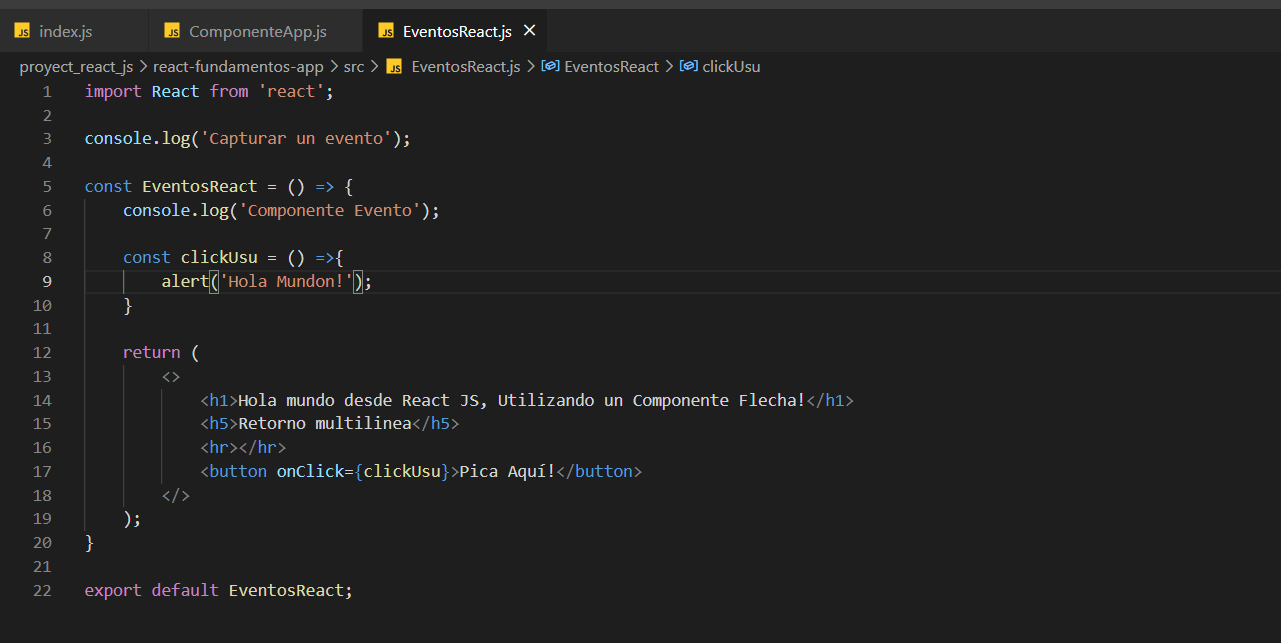 JS index.js JS ComponenteApp.js JS EventosReact.js ×
proyect_react_js > react-fundamentos-app > src > JS EventosReact.js > EventosReact > clickUsu
1 import React from 'react';
2
3 console.log('Capturar un evento');
4
5 const EventosReact = () => {
6 console.log('Componente Evento');
7
8 const clickUsu = () =>{
9 alert('Hola Mundon!');
10 }
11
12 return (
13 <>
14 <h1>Hola mundo desde React JS, Utilizando un Componente Flecha!</h1>
15 <h5>Retorno multilinea</h5>
16 <hr></hr>
17 <button onClick={clickUsu}>Pica Aquí!</button>
18 </>
19 );
20 }
21
22 export default EventosReact;